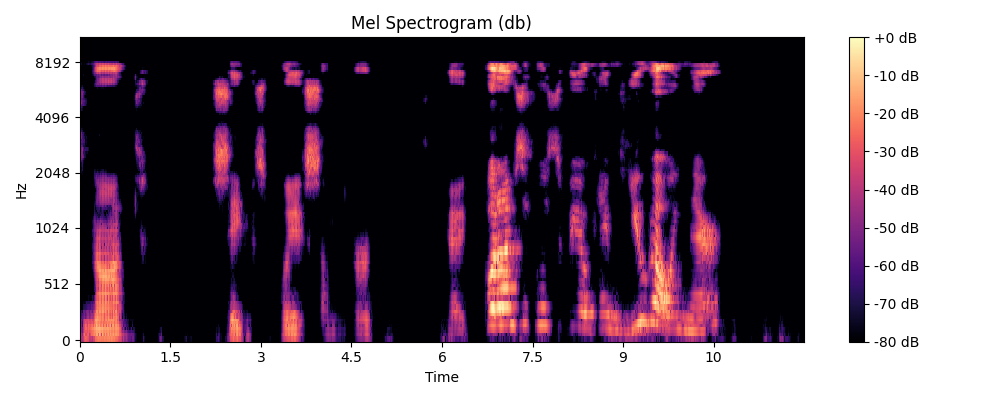 Mel Spectrogram (db)
8192
4096
2048
1024
512
0
Hz
0 1.5 3 4.5 6 7.5 9 10
Time
+0 dB
-10 dB
-20 dB
-30 dB
-40 dB
-50 dB
-60 dB
-70 dB
-80 dB